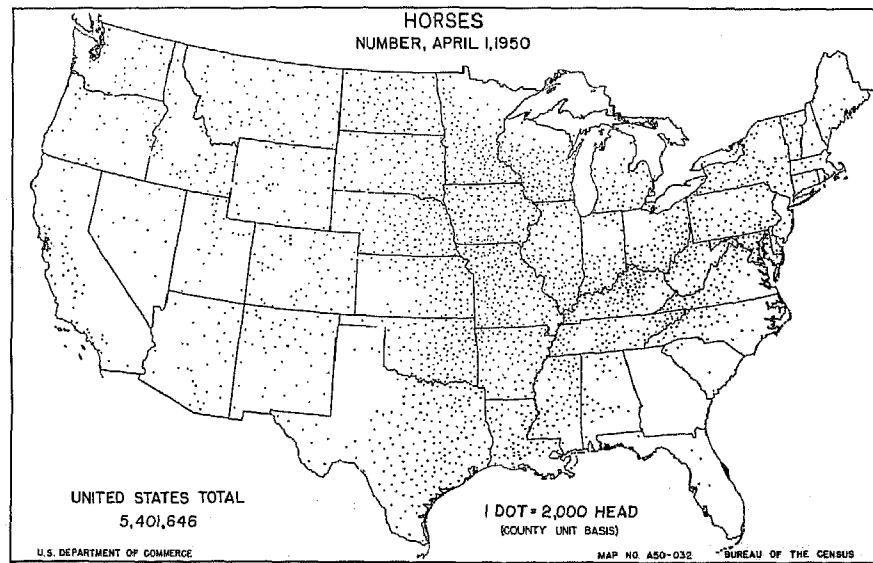 HORSES
NUMBER, APRIL 1, 1950
UNITED STATES TOTAL
5,401,646
1 DOT = 2,000 HEAD
(COUNTY UNIT BASIS)
U.S. DEPARTMENT OF COMMERCE
MAP NO. A50-032
BUREAU OF THE CENSUS